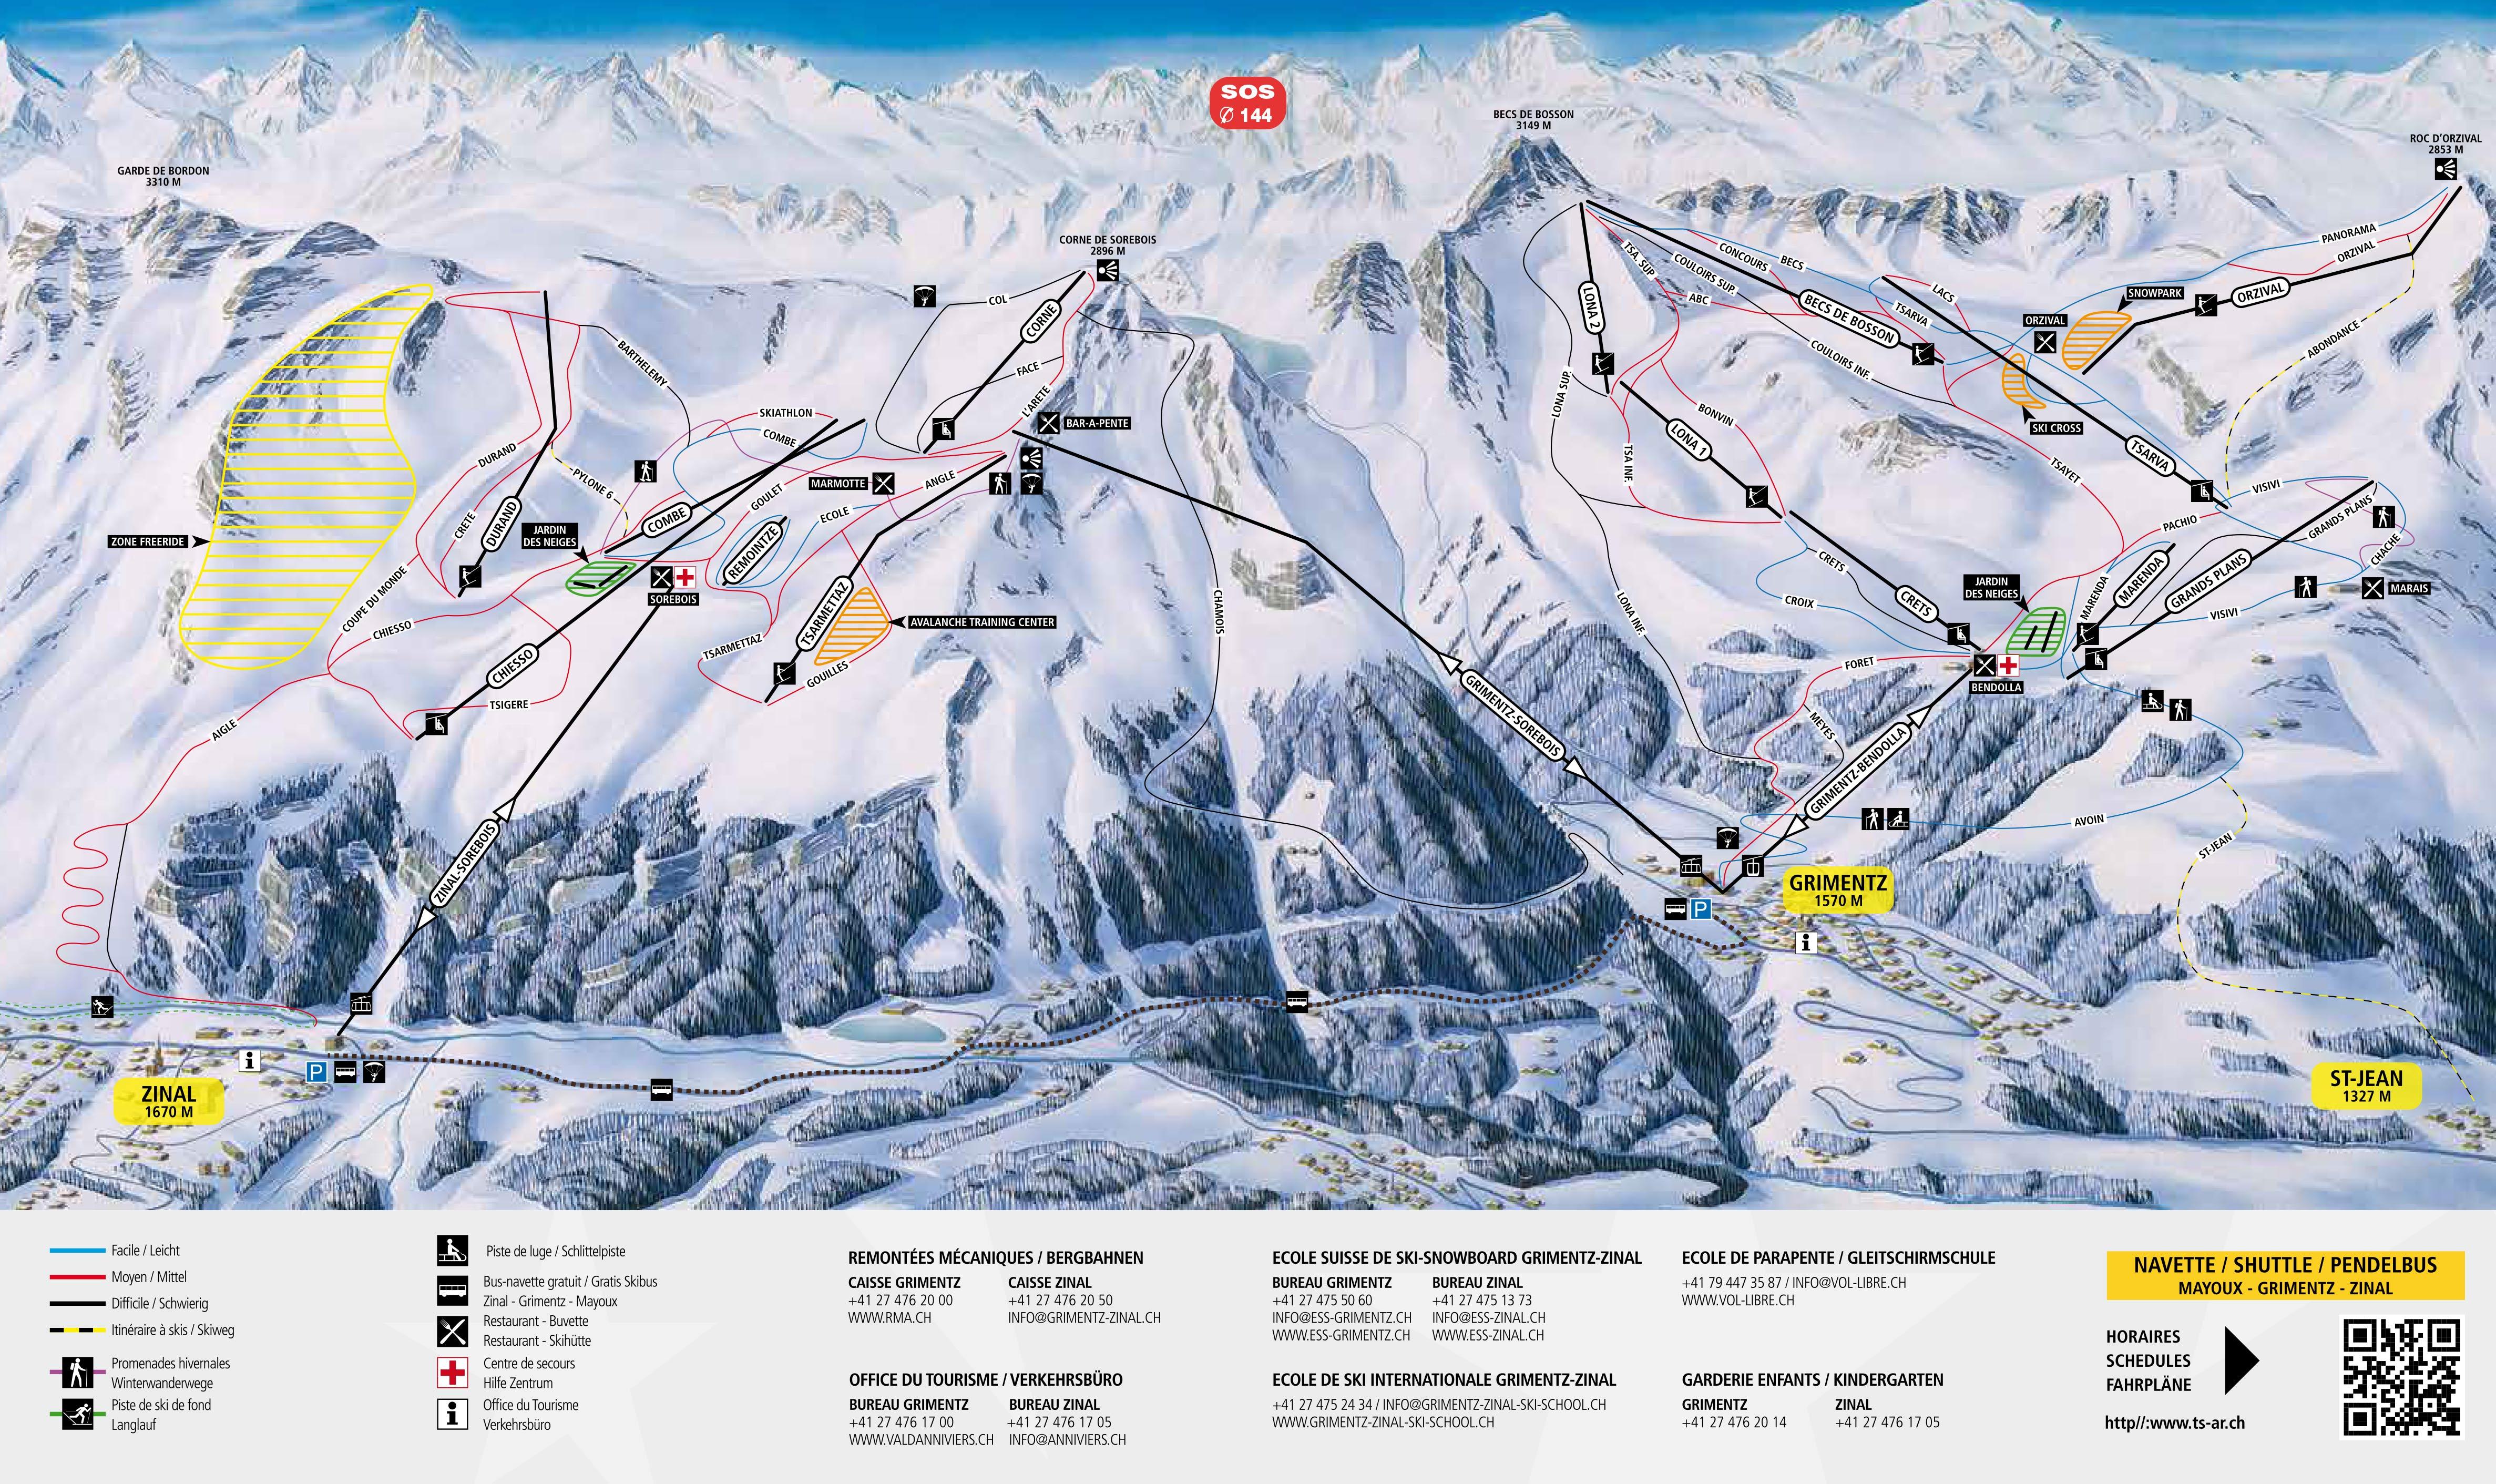 SOS
✆ 144
BECS DE BOSSON
3149 M
ROC D'ORZIVAL
2853 M
GARDE DE BORDON
3310 M
CORNE DE SOREBOIS
2896 M
PANORAMA
ORZIVAL
ORZIVAL
SNOWPARK
ORZIVAL
ABONDANCE
SKI CROSS
LACS
TSARVA
TSARVA
BECS
CONCOURS
COULOIRS SUP.
TSA. SUP
ABC
BECS DE BOSSON
COULOIRS INF.
LONA 2
LONA SUP.
LONA 1
BONVIN
TSA INF.
TSAYET
VISIVI
PACHIO
GRANDS PLANS
CHACHE
MARAIS
GRANDS PLANS
MARENDA
MARENDA
VISIVI
JARDIN
DES NEIGES
CRETS
CRETS
CROIX
FORET
BENDOLLA
LONA INF.
MEYES
GRIMENTZ-BENDOLLA
GRIMENTZ-SOREBOIS
AVOIN
ST-JEAN
COL
CORNE
FACE
L'ARETE
BAR-A-PENTE
BARTHELEMY
SKIATHLON
COMBE
DURAND
PYLONE 6
MARMOTTE
ANGLE
GOULET
ECOLE
COMBE
CRETE
DURAND
JARDIN
DES NEIGES
REMOINTZE
ZONE FREERIDE
SOREBOIS
COUPE DU MONDE
CHIESSO
CHIESSO
TSARMETTAZ
TSARMETTAZ
AVALANCHE TRAINING CENTER
GOUILLES
TSIGERE
AIGLE
CHAMOIS
ZINAL-SOREBOIS
GRIMENTZ
1570 M
P
i
ZINAL
1670 M
i
P
ST-JEAN
1327 M
Facile / Leicht
Moyen / Mittel
Difficile / Schwierig
Itinéraire à skis / Skiweg
Promenades hivernales
Winterwanderwege
Piste de ski de fond
Langlauf
Piste de luge / Schlittelpiste
Bus-navette gratuit / Gratis Skibus
Zinal - Grimentz - Mayoux
Restaurant - Buvette
Restaurant - Skihütte
Centre de secours
Hilfe Zentrum
i
Office du Tourisme
Verkehrsbüro
REMONTÉES MÉCANIQUES / BERGBAHNEN
CAISSE GRIMENTZ
+41 27 476 20 00
WWW.RMA.CH
CAISSE ZINAL
+41 27 476 20 50
INFO@GRIMENTZ-ZINAL.CH
OFFICE DU TOURISME / VERKEHRSBÜRO
BUREAU GRIMENTZ
+41 27 476 17 00
WWW.VALDANNIVIERS.CH
BUREAU ZINAL
+41 27 476 17 05
INFO@ANNIVIERS.CH
ECOLE SUISSE DE SKI-SNOWBOARD GRIMENTZ-ZINAL
BUREAU GRIMENTZ
+41 27 475 50 60
INFO@ESS-GRIMENTZ.CH
WWW.ESS-GRIMENTZ.CH
BUREAU ZINAL
+41 27 475 13 73
INFO@ESS-ZINAL.CH
WWW.ESS-ZINAL.CH
ECOLE DE SKI INTERNATIONALE GRIMENTZ-ZINAL
+41 27 475 24 34 / INFO@GRIMENTZ-ZINAL-SKI-SCHOOL.CH
WWW.GRIMENTZ-ZINAL-SKI-SCHOOL.CH
ECOLE DE PARAPENTE / GLEITSCHIRMSCHULE
+41 79 447 35 87 / INFO@VOL-LIBRE.CH
WWW.VOL-LIBRE.CH
GARDERIE ENFANTS / KINDERGARTEN
GRIMENTZ
+41 27 476 20 14
ZINAL
+41 27 476 17 05
NAVETTE / SHUTTLE / PENDELBUS
MAYOUX - GRIMENTZ - ZINAL
HORAIRES
SCHEDULES
FAHRPLÄNE
http//:www.ts-ar.ch